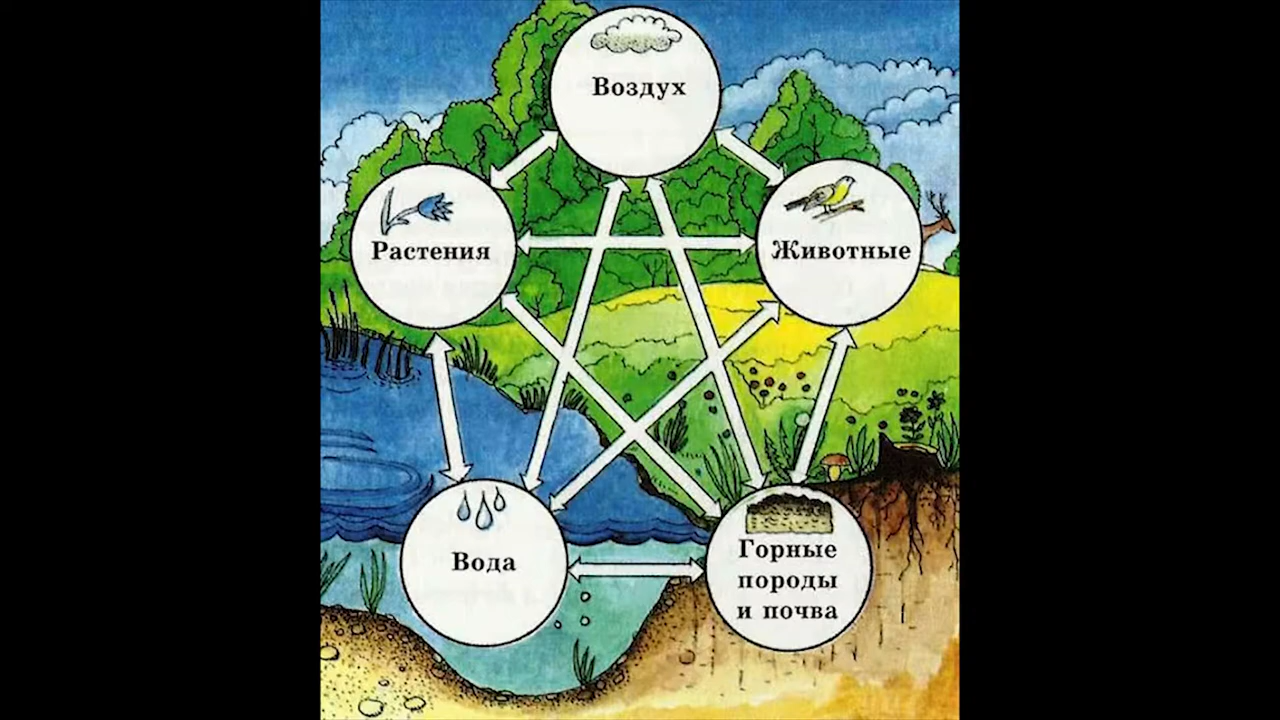 Воздух
Растения
Животные
Вода
Горные
породы
и почва